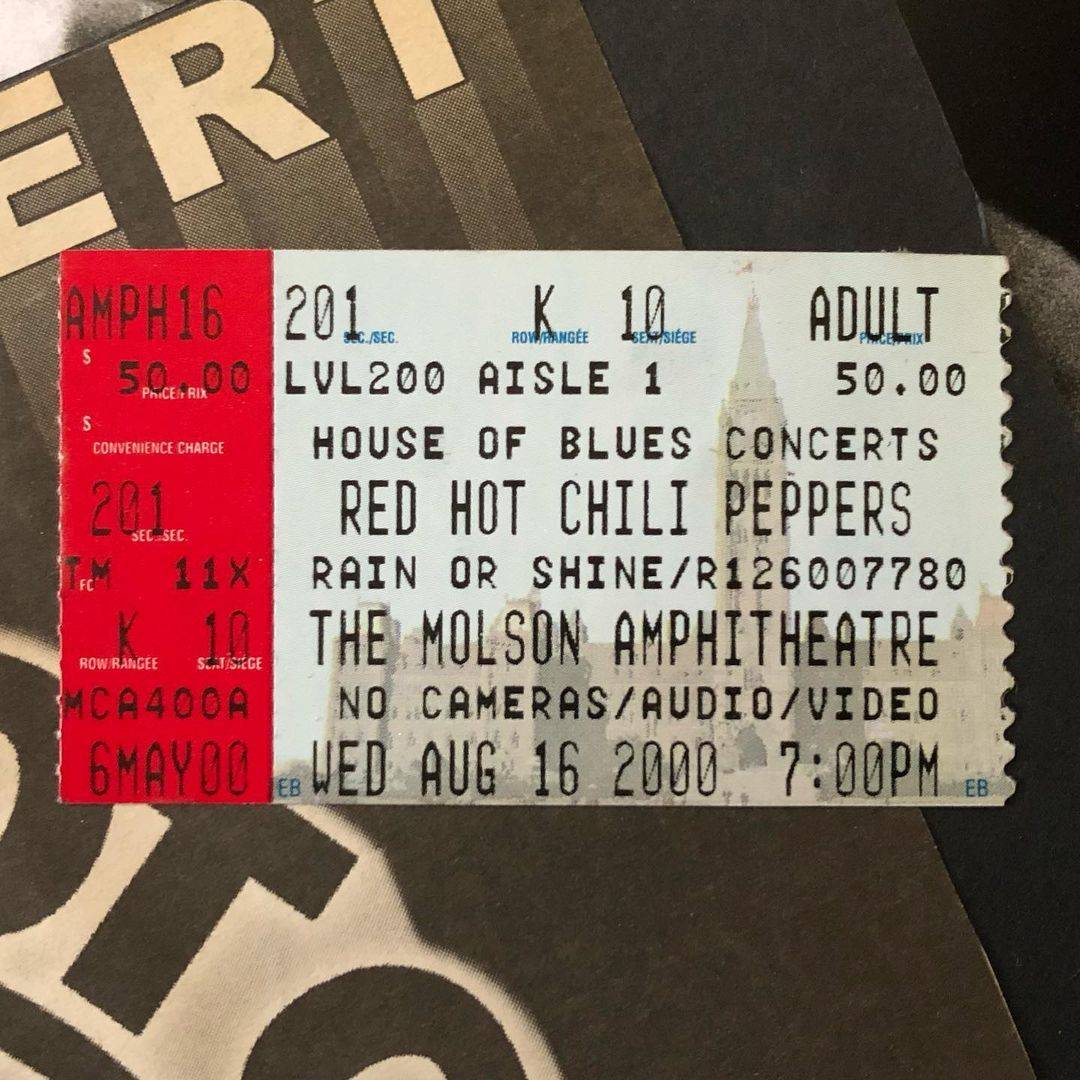 ERT
AMPH16
$
50.00
PRICE/PRIX
$
CONVENIENCE CHARGE
201
SEC./SEC.
TM 11X
FC
K 10
ROW/RANGÉE SEAT/SIÈGE
MCA400A
6MAY00
201 K 10 ADULT
SEC./SEC. ROW/RANGÉE SEAT/SIÈGE PRICE/PRIX
LVL200 AISLE 1 50.00
HOUSE OF BLUES CONCERTS
RED HOT CHILI PEPPERS
RAIN OR SHINE/R126007780
THE MOLSON AMPHITHEATRE
NO CAMERAS/AUDIO/VIDEO
EB WED AUG 16 2000 7:00PM EB